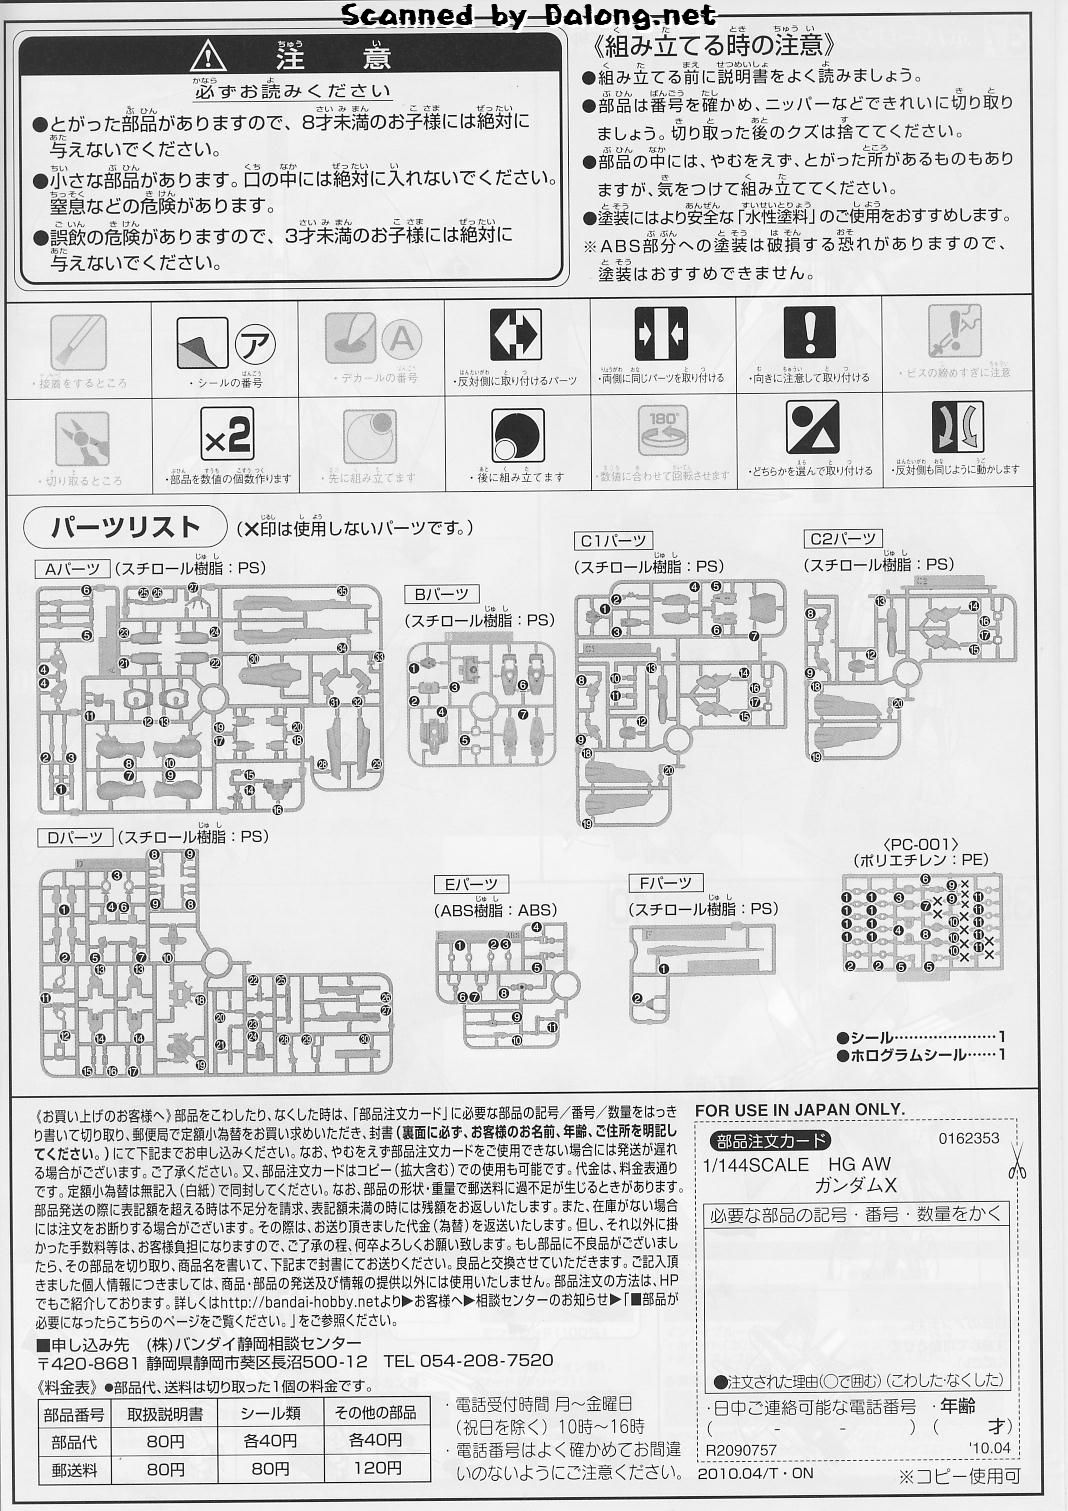 Scanned by Dalong.net
注意
必ずお読みください
●とがった部品がありますので、8才未満のお子様には絶対に
与えないでください。
●小さな部品があります。口の中には絶対に入れないでください。
窒息などの危険があります。
●誤飲の危険がありますので、3才未満のお子様には絶対に
与えないでください。
《組み立てる時の注意》
●組み立てる前に説明書をよく読みましょう。
●部品は番号を確かめ、ニッパーなどできれいに切り取り
ましょう。切り取った後のクズは捨ててください。
●部品の中には、やむをえず、とがった所があるものもあり
ますが、気をつけて組み立ててください。
●塗装にはより安全な「水性塗料」のご使用をおすすめします。
※ABS部分への塗装は破損する恐れがありますので、
塗装はおすすめできません。
・接着をするところ
ア
・シールの番号
A
・デカールの番号
・反対側に取り付けるパーツ
・両側に同じパーツを取り付ける
・向きに注意して取り付ける
・ビスの締めすぎに注意
・切り取るところ
×2
・部品を数値の個数作ります
・先に組み立てます
・後に組み立てます
180°
・数値に合わせて回転させます
・どちらかを選んで取り付ける
・反対側も同じように動かします
パーツリスト (×印は使用しないパーツです。)
Aパーツ (スチロール樹脂：PS)
Bパーツ
(スチロール樹脂：PS)
C1パーツ
(スチロール樹脂：PS)
C2パーツ
(スチロール樹脂：PS)
Dパーツ (スチロール樹脂：PS)
Eパーツ
(ABS樹脂：ABS)
Fパーツ
(スチロール樹脂：PS)
〈PC-001〉
(ポリエチレン：PE)
●シール…………………1
●ホログラムシール……1
《お買い上げのお客様へ》部品をこわしたり、なくした時は、「部品注文カード」に必要な部品の記号／番号／数量をはっき
り書いて切り取り、郵便局で定額小為替をお買い求めいただき、封書(裏面に必ず、お客様のお名前、年齢、ご住所を明記し
てください。)にて下記までお申し込みください。なお、やむをえず部品注文カードをご使用できない場合には発送が遅れ
る場合がございます。ご了承ください。又、部品注文カードはコピー(拡大含む)での使用も可能です。代金は、料金表通り
です。定額小為替は無記入(白紙)で同封してください。なお、部品の形状・重量で郵送料に過不足が生じるときがあります。
部品発送の際に表記額を超える時は不足分を請求、表記額未満の時には残額をお返しいたします。また、在庫がない場合
には注文をお断りする場合がございます。その際は、お送り頂きました代金(為替)を返送いたします。但し、それ以外に掛
かった手数料等は、お客様負担になりますので、ご了承の程、何卒よろしくお願い致します。もし部品に不良品がございまし
たら、その部品を切り取り、商品名を書いて、下記まで封書にてお送りください。良品と交換させていただきます。ご記入頂
きました個人情報につきましては、商品・部品の発送及び情報の提供以外には使用いたしません。部品注文の方法は、HP
でもご紹介しております。詳しくはhttp://bandai-hobby.netより▶お客様へ▶相談センターのお知らせ▶「■部品が
必要になったらこちらのページをご覧ください。」をご参照ください。
■申し込み先 (株)バンダイ静岡相談センター
〒420-8681 静岡県静岡市葵区長沼500-12 TEL 054-208-7520
《料金表》●部品代、送料は切り取った1個の料金です。
部品番号 取扱説明書 シール類 その他の部品
部品代 80円 各40円 各40円
郵送料 80円 80円 120円
・電話受付時間 月～金曜日
(祝日を除く) 10時～16時
・電話番号はよく確かめてお間違
いのないようにご注意ください。
FOR USE IN JAPAN ONLY.
部品注文カード 0162353
1/144SCALE HG AW
ガンダムX
必要な部品の記号・番号・数量をかく
●注文された理由(○で囲む)(こわした・なくした)
・日中ご連絡可能な電話番号 ・年齢
( - - ) ( 才)
R2090757 '10.04
2010.04/T・ON ※コピー使用可